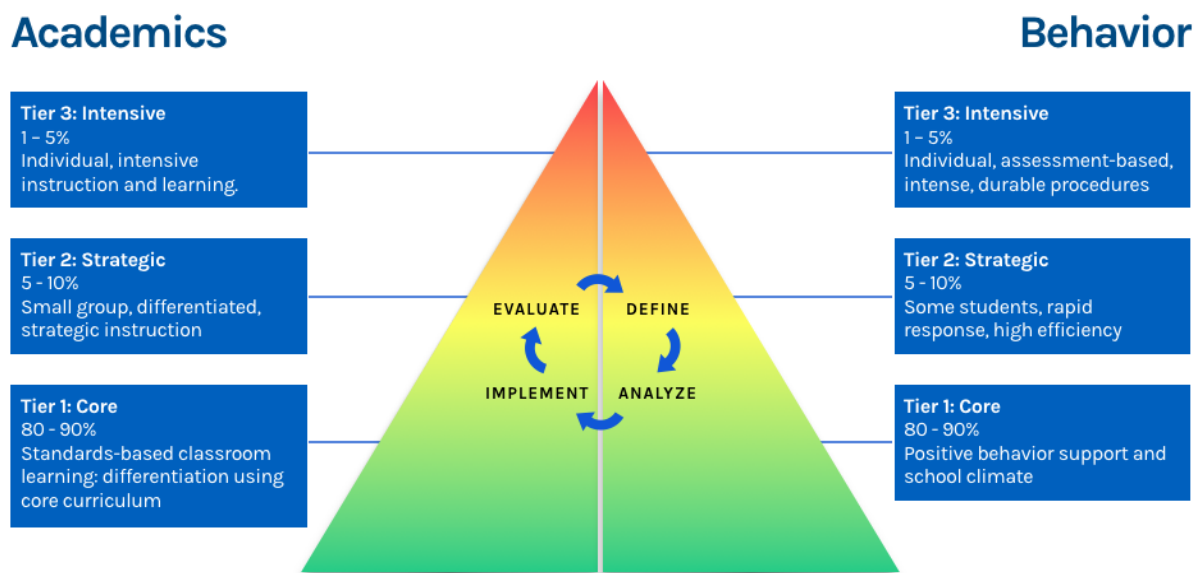 Academics
Behavior
Tier 3: Intensive
1 – 5%
Individual, intensive
instruction and learning.
Tier 2: Strategic
5 - 10%
Small group, differentiated,
strategic instruction
Tier 1: Core
80 - 90%
Standards-based classroom
learning: differentiation using
core curriculum
EVALUATE
DEFINE
IMPLEMENT
ANALYZE
Tier 3: Intensive
1 – 5%
Individual, assessment-based,
intense, durable procedures
Tier 2: Strategic
5 - 10%
Some students, rapid
response, high efficiency
Tier 1: Core
80 - 90%
Positive behavior support and
school climate